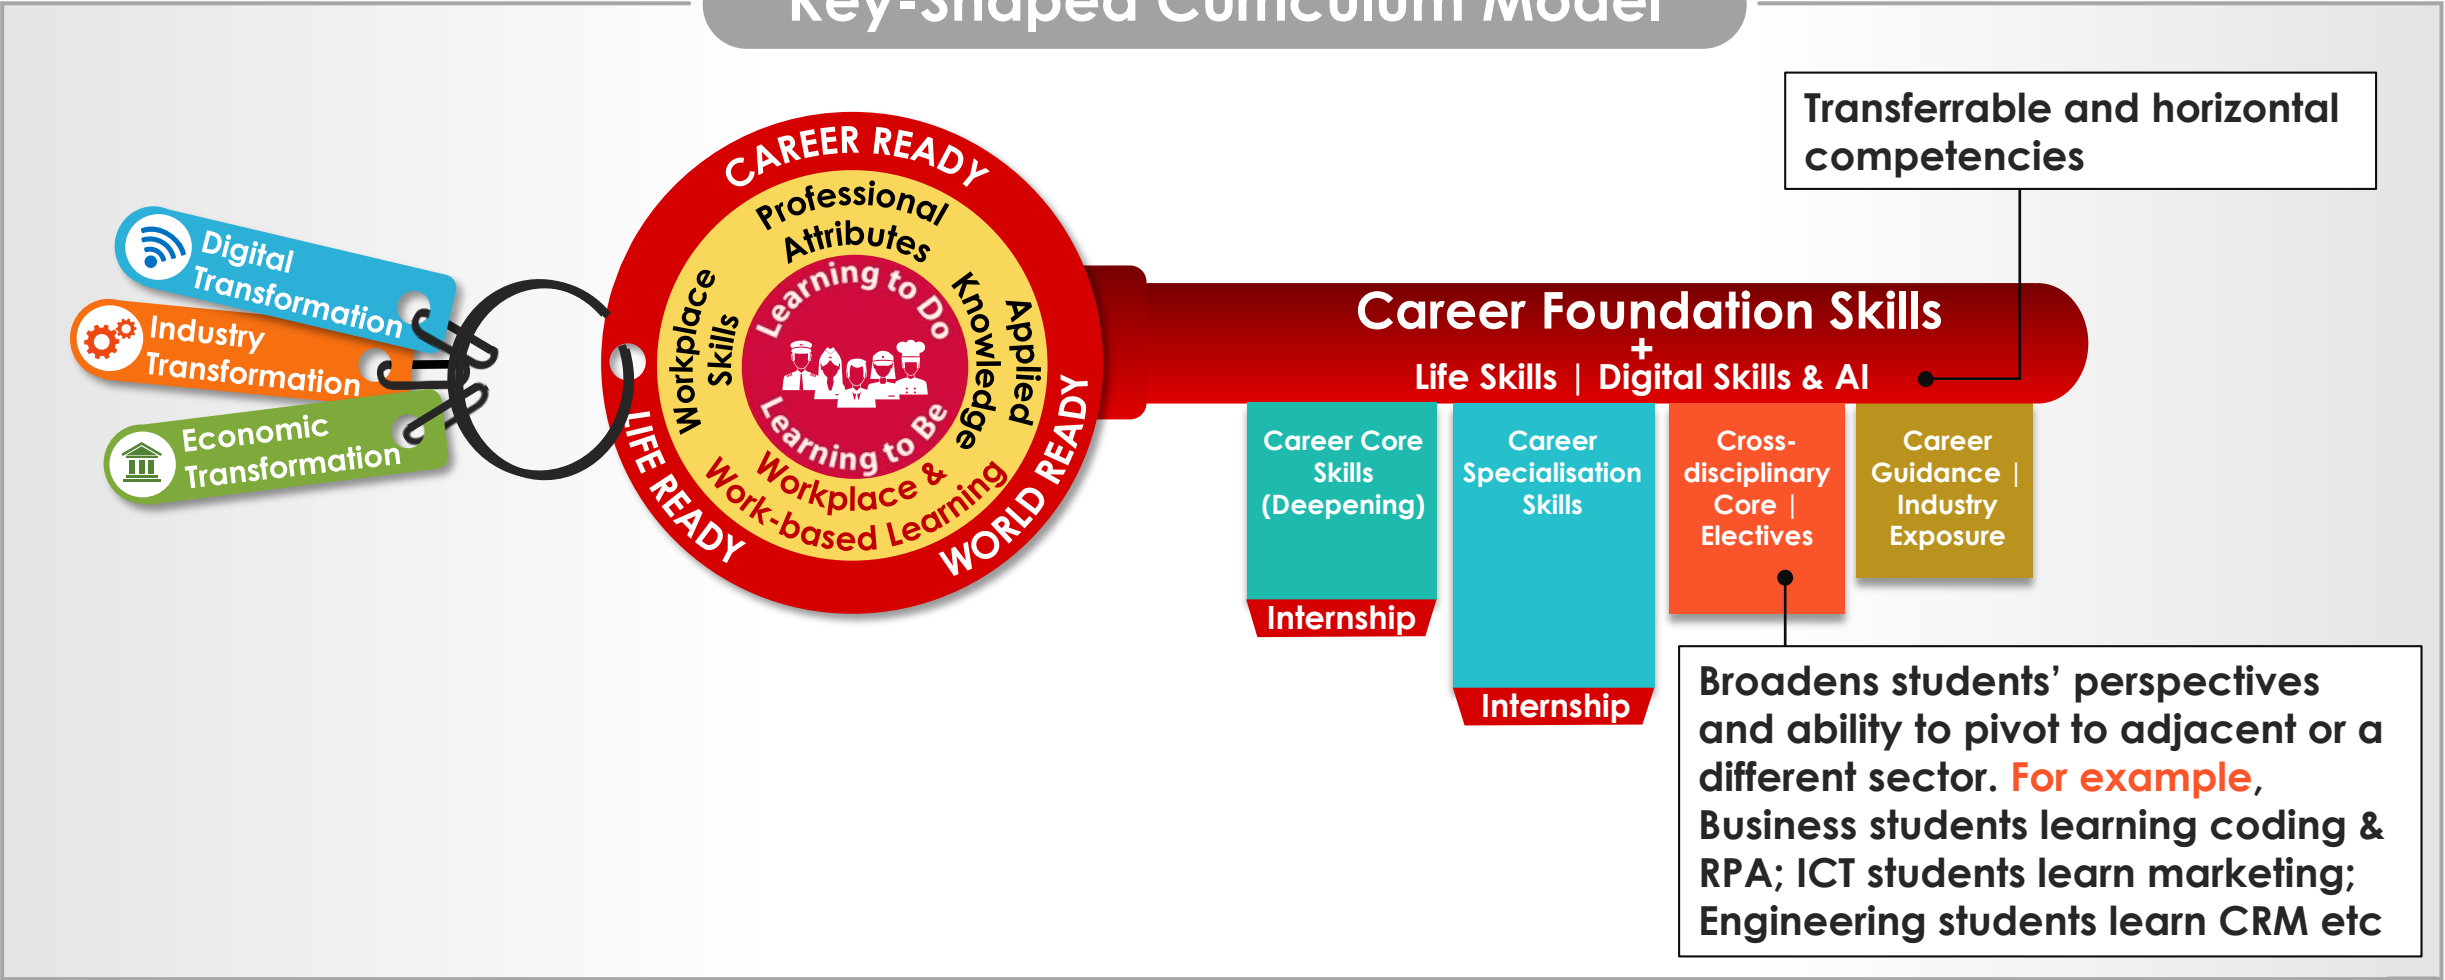 Key-Shaped Curriculum Model
Transferrable and horizontal
competencies
Digital
Transformation
Industry
Transformation
Economic
Transformation
CAREER READY
LIFE READY
WORLD READY
Professional
Attributes
Workplace
Skills
Applied
Knowledge
Workplace &
Work-based Learning
Learning to Do
Learning to Be
Career Foundation Skills
+
Life Skills | Digital Skills & AI
Career Core
Skills
(Deepening)
Internship
Career
Specialisation
Skills
Internship
Cross-
disciplinary
Core |
Electives
Career
Guidance |
Industry
Exposure
Broadens students’ perspectives
and ability to pivot to adjacent or a
different sector. For example,
Business students learning coding &
RPA; ICT students learn marketing;
Engineering students learn CRM etc